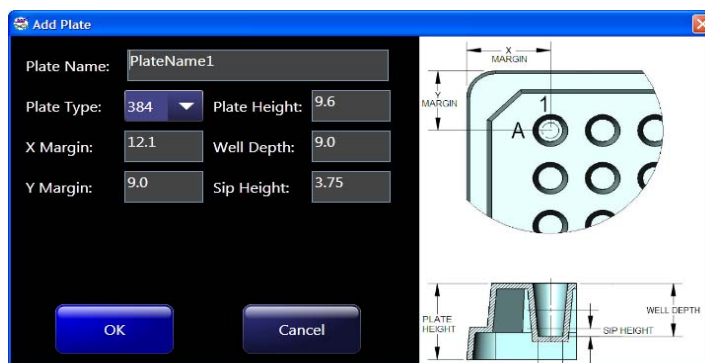 Add Plate
Plate Name: PlateName1
Plate Type: 384 Plate Height: 9.6
X Margin: 12.1 Well Depth: 9.0
Y Margin: 9.0 Sip Height: 3.75
OK Cancel
X
MARGIN
Y
MARGIN
1
A
PLATE
HEIGHT
WELL DEPTH
SIP HEIGHT